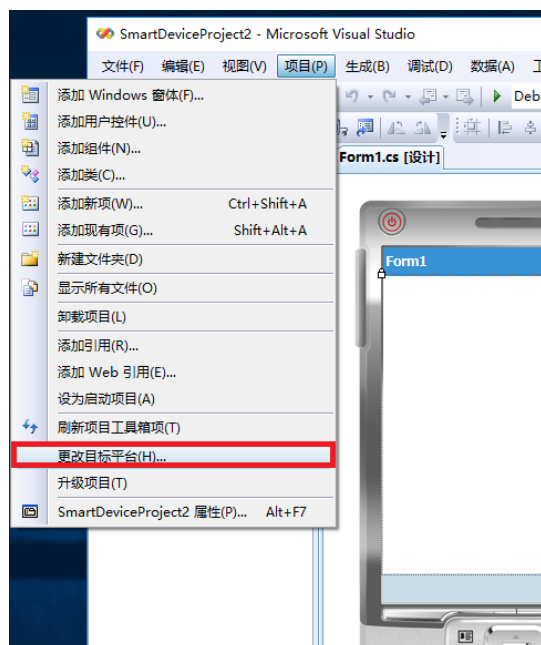 SmartDeviceProject2 - Microsoft Visual Studio
文件(F) 编辑(E) 视图(V) 项目(P) 生成(B) 调试(D) 数据(A)
添加 Windows 窗体(F)...
添加用户控件(U)...
添加组件(N)...
添加类(C)...
添加新项(W)... Ctrl+Shift+A
添加现有项(G)... Shift+Alt+A
新建文件夹(D)
显示所有文件(O)
卸载项目(L)
添加引用(R)...
添加 Web 引用(E)...
设为启动项目(A)
刷新项目工具箱项(T)
更改目标平台(H)...
升级项目(T)
SmartDeviceProject2 属性(P)... Alt+F7
Deb
Form1.cs [设计]
Form1